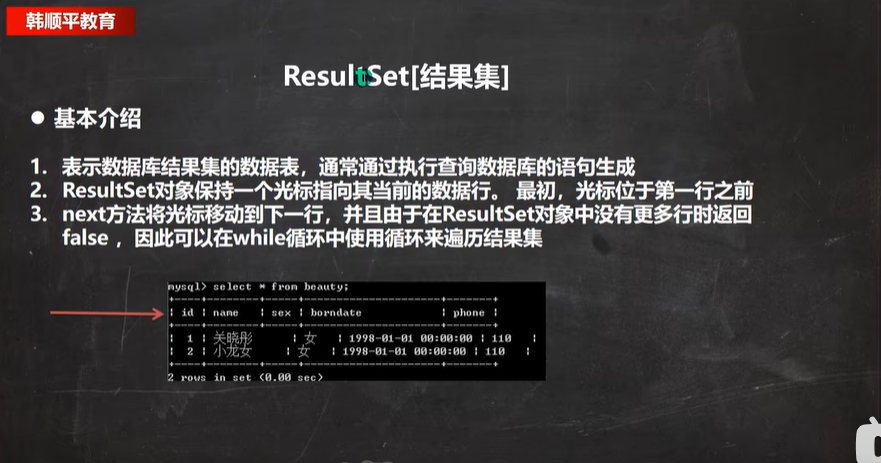 韩顺平教育
ResultSet[结果集]
● 基本介绍
1. 表示数据库结果集的数据表，通常通过执行查询数据库的语句生成
2. ResultSet对象保持一个光标指向其当前的数据行。 最初，光标位于第一行之前
3. next方法将光标移动到下一行，并且由于在ResultSet对象中没有更多行时返回
false ，因此可以在while循环中使用循环来遍历结果集
mysql> select * from beauty;
+----+--------+-----+---------------------+-------+
| id | name | sex | borndate | phone |
+----+--------+-----+---------------------+-------+
| 1 | 关晓彤 | 女 | 1998-01-01 00:00:00 | 110 |
| 2 | 小龙女 | 女 | 1998-01-01 00:00:00 | 110 |
+----+--------+-----+---------------------+-------+
2 rows in set (0.00 sec)